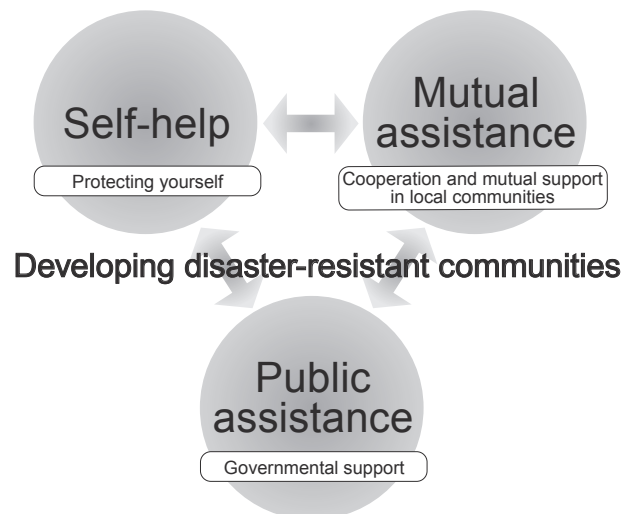 Self-help
Protecting yourself
Mutual
assistance
Cooperation and mutual support
in local communities
Developing disaster-resistant communities
Public
assistance
Governmental support